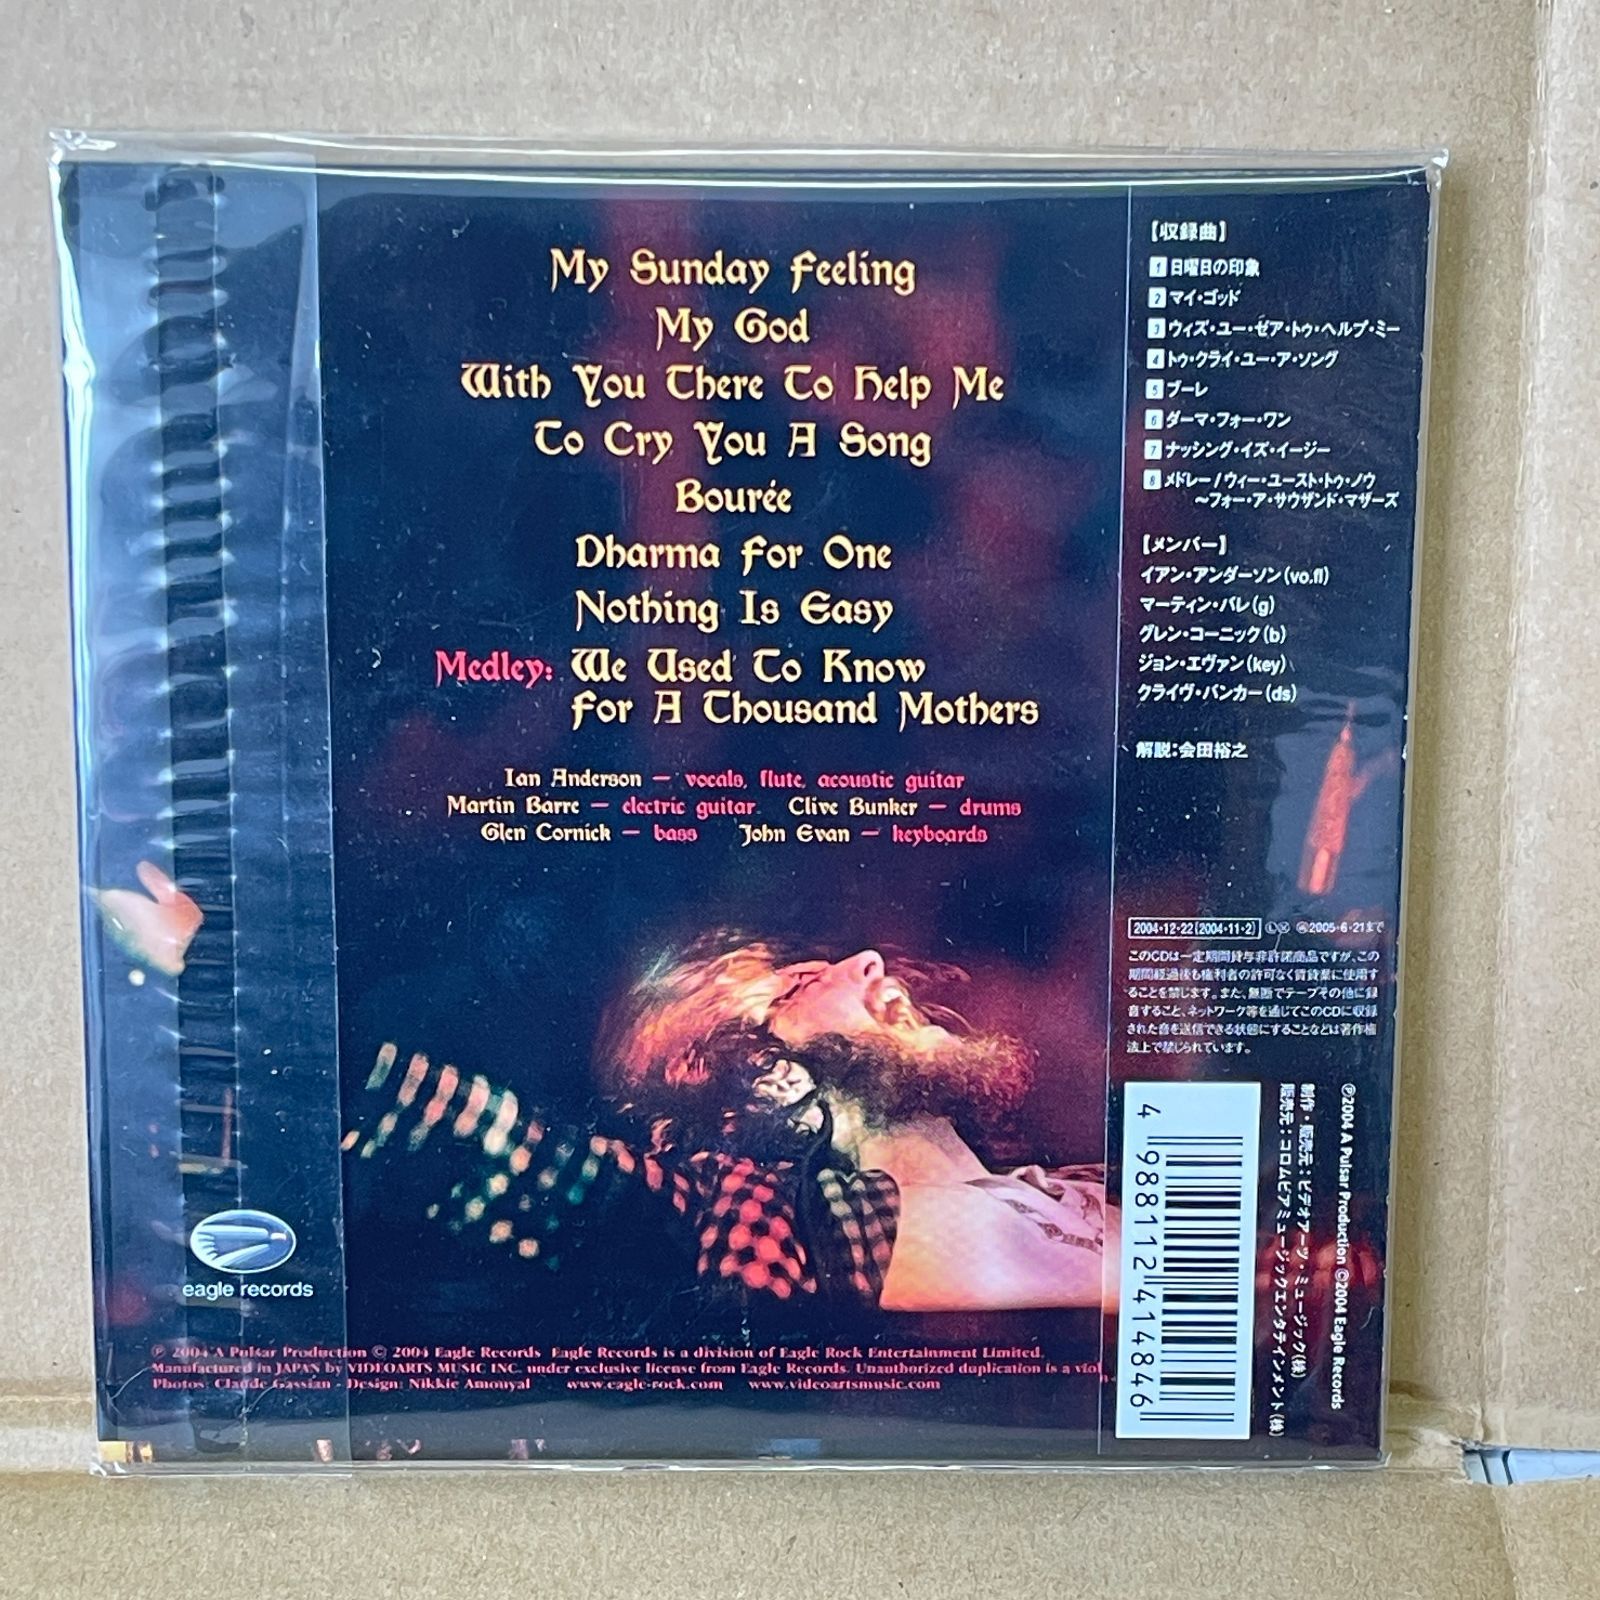 My Sunday Feeling
My God
With You There To Help Me
To Cry You A Song
Bourée
Dharma For One
Nothing Is Easy
Medley: We Used To Know
For A Thousand Mothers
Ian Anderson – vocals, flute, acoustic guitar
Martin Barre – electric guitar Clive Bunker – drums
Glen Cornick – bass John Evan – keyboards
eagle records
℗ 2004 A Pulsar Production © 2004 Eagle Records Eagle Records is a division of Eagle Rock Entertainment Limited.
Manufactured in JAPAN by VIDEOARTS MUSIC INC. under exclusive license from Eagle Records. Unauthorized duplication is a
Photos: Claude Gassian - Design: Nikkie Amouyal www.eagle-rock.com www.videoartsmusic.com
【収録曲】
1 日曜日の印象
2 マイ・ゴッド
3 ウィズ・ユー・ゼア・トゥ・ヘルプ・ミー
4 トゥ・クライ・ユー・ア・ソング
5 ブーレ
6 ダーマ・フォー・ワン
7 ナッシング・イズ・イージー
8 メドレー/ウィー・ユースト・トゥ・ノウ
～フォー・ア・サウザンド・マザーズ
【メンバー】
イアン・アンダーソン(vo.fl)
マーティン・バレ(g)
グレン・コーニック(b)
ジョン・エヴァン(key)
クライヴ・バンカー(ds)
解説:会田裕之
2004・12・22(2004・11・2) 2005・6・21まで
このCDは一定期間貸与非許諾商品ですが、この
期間経過後も権利者の許可なく賃貸業に使用す
ることを禁じます。また、無断でテープその他に録
音すること、ネットワーク等を通じてこのCDに収録
された音を送信できる状態にすることなどは著作権
法上で禁じられています。
4 988112 414846
℗2004 A Pulsar Production ©2004 Eagle Records
制作・販売元:ビデオアーツ・ミュージック(株)
販売元:コロムビアミュージックエンタテインメント(株)